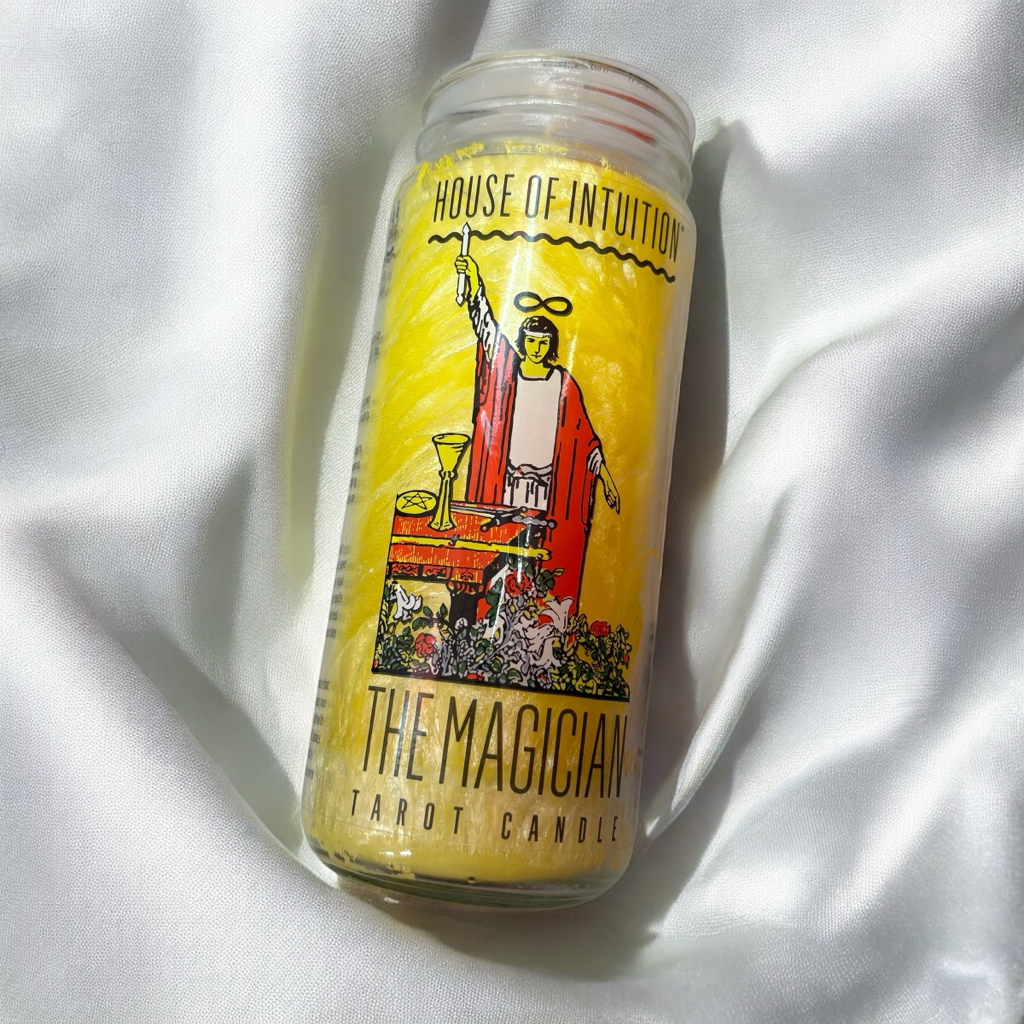 HOUSE OF INTUITION®
THE MAGICIAN
TAROT CANDLE